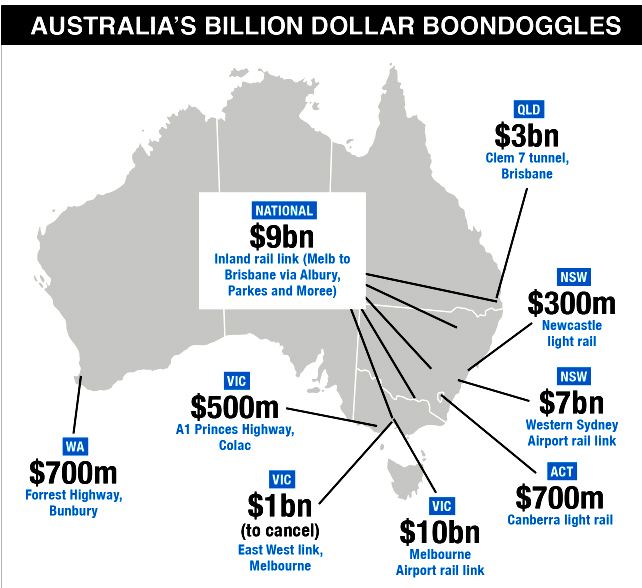 AUSTRALIA'S BILLION DOLLAR BOONDOGGLES
QLD
$3bn
Clem 7 tunnel,
Brisbane
NATIONAL
$9bn
Inland rail link (Melb to
Brisbane via Albury,
Parkes and Moree)
NSW
$300m
Newcastle
light rail
VIC
$500m
A1 Princes Highway,
Colac
NSW
$7bn
Western Sydney
Airport rail link
WA
$700m
Forrest Highway,
Bunbury
VIC
$1bn
(to cancel)
East West link,
Melbourne
VIC
$10bn
Melbourne
Airport rail link
ACT
$700m
Canberra light rail